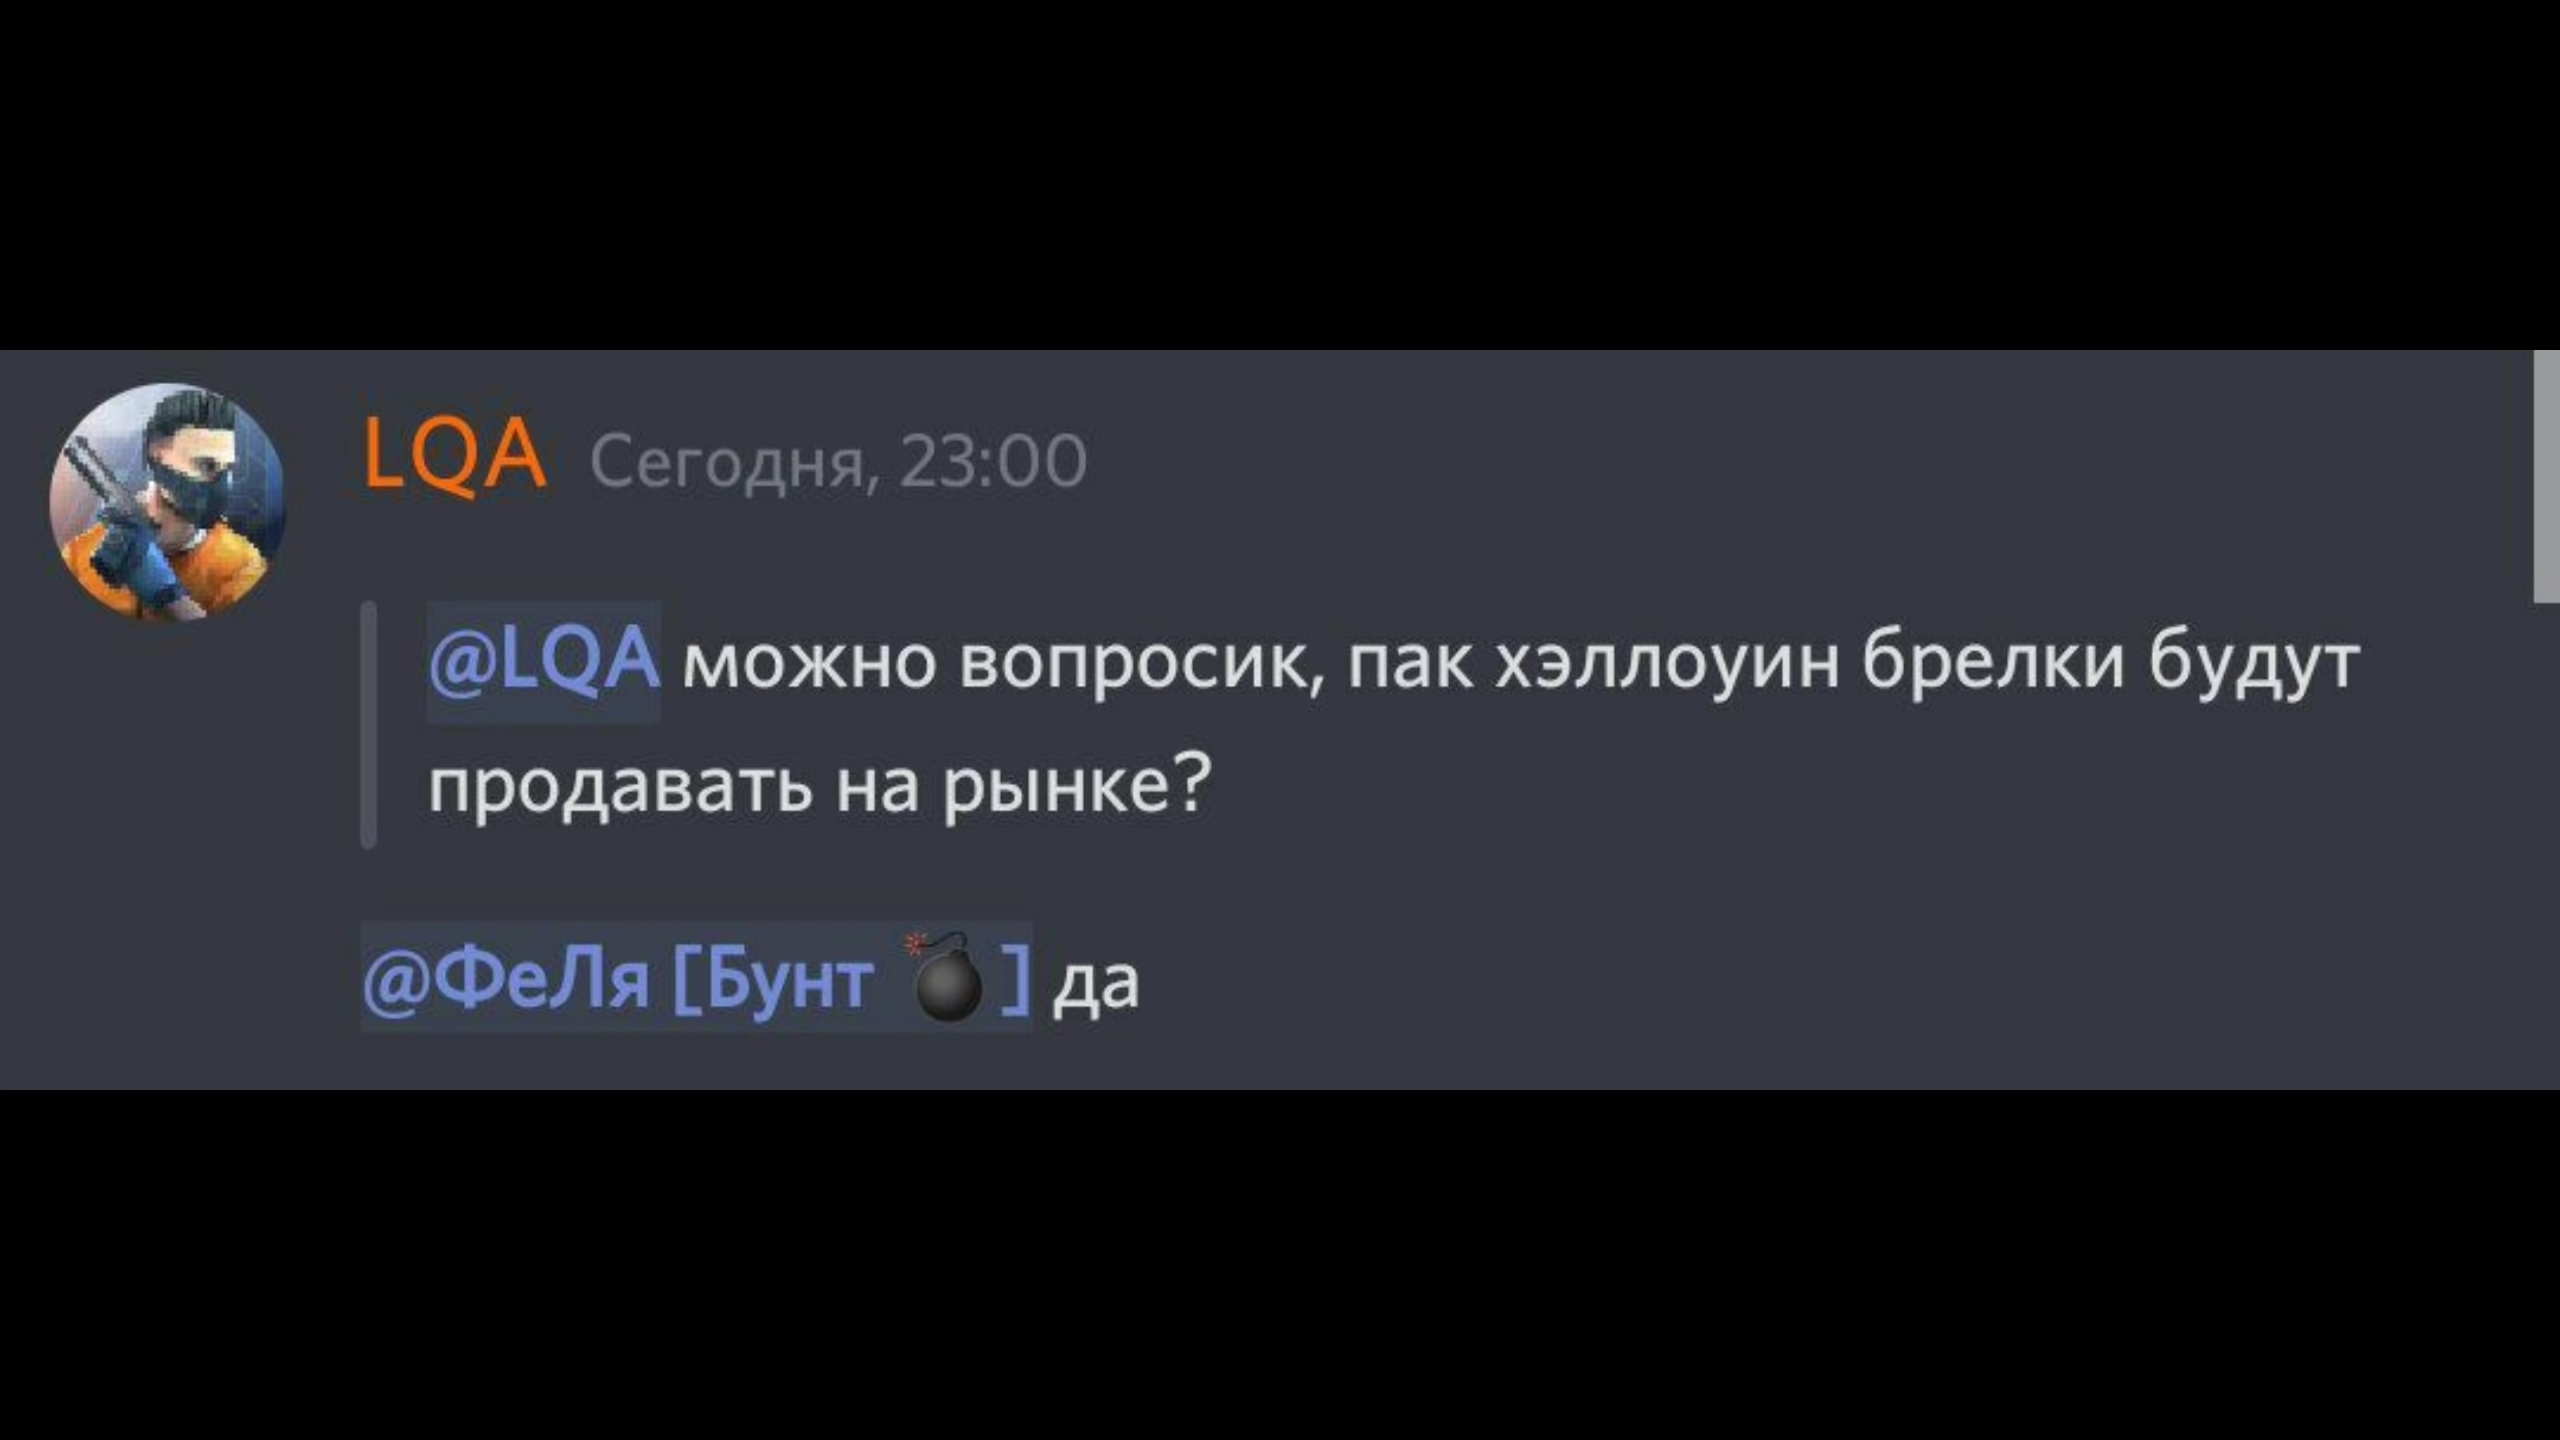 LQA Сегодня, 23:00
@LQA можно вопросик, пак хэллоуин брелки будут
продавать на рынке?
@ФеЛя [Бунт 💣 ] да